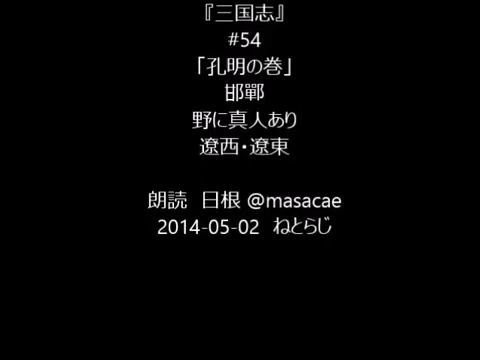 『三国志』
#54
「孔明の巻」
邯鄲
野に真人あり
遼西・遼東
朗読　日根 @masacae
2014-05-02　ねとらじ